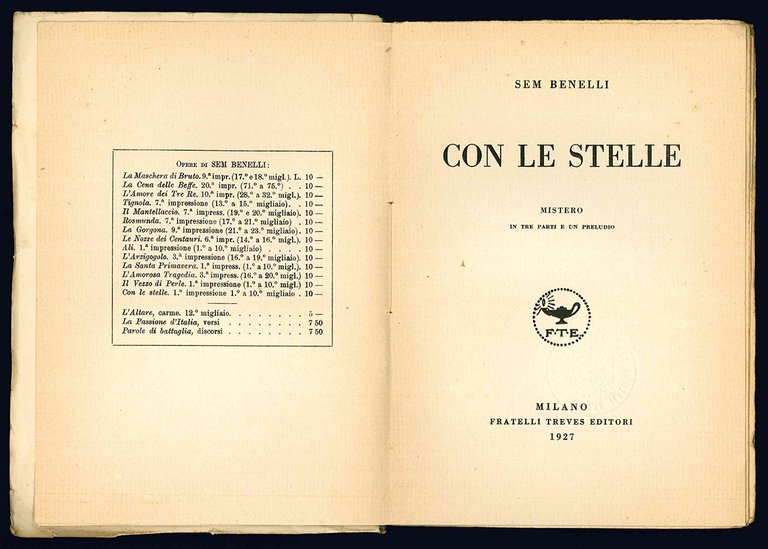 OPERE DI SEM BENELLI:
La Maschera di Bruto. 9.ª impr. (17.º e 18.º migl.). L. 10 —
La Cena delle Beffe. 20.ª impr. (71.º a 75.º) . . 10 —
L'Amore dei Tre Re. 10.ª impr. (28.º a 32.º migl.). 10 —
Tignola. 7.ª impressione (13.º a 15.º migliaio). . 10 —
Il Mantellaccio. 7.ª impress. (19.º e 20.º migliaio) 10 —
Rosmunda. 7.ª impressione (17.º a 21.º migliaio) 10 —
La Gorgona. 9.ª impressione (21.º a 23.º migliaio) 10 —
Le Nozze dei Centauri. 6.ª impr. (14.º a 16.º migl.) 10 —
Ali. 1.ª impressione (1.º a 10.º migliaio) . . . . 10 —
L'Arzigogolo. 3.ª impressione (16.º a 19.º migliaio). 10 —
La Santa Primavera. 1.ª impress. (1.º a 10.º migl.) 10 —
L'Amorosa Tragedia. 3.ª impress. (16.º a 20.º migl.) 10 —
Il Vezzo di Perle. 1.ª impressione (1.º a 10.º migl.) 10 —
Con le stelle. 1.ª impressione 1.º a 10.º migliaio . 10 —
L'Altare, carme. 12.º migliaio. . . . . . . . 5 —
La Passione d'Italia, versi . . . . . . . . 7 50
Parole di battaglia, discorsi . . . . . . . 7 50
SEM BENELLI
CON LE STELLE
MISTERO
IN TRE PARTI E UN PRELUDIO
F·T·E
MILANO
FRATELLI TREVES EDITORI
1927